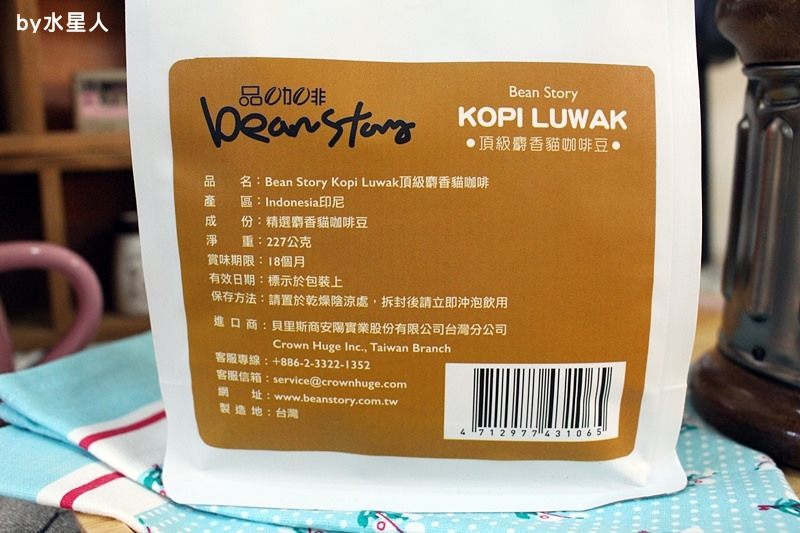 by水星人
品咖啡
bean story
Bean Story
KOPI LUWAK
●頂級麝香貓咖啡豆●
品　　名：Bean Story Kopi Luwak頂級麝香貓咖啡
產　　區：Indonesia印尼
成　　份：精選麝香貓咖啡豆
淨　　重：227公克
賞味期限：18個月
有效日期：標示於包裝上
保存方法：請置於乾燥陰涼處，拆封後請立即沖泡飲用
進 口 商：貝里斯商安陽實業股份有限公司台灣分公司
Crown Huge Inc., Taiwan Branch
客服專線：+886-2-3322-1352
客服信箱：service@crownhuge.com
網　　址：www.beanstory.com.tw
製 造 地：台灣
4 712977 431065